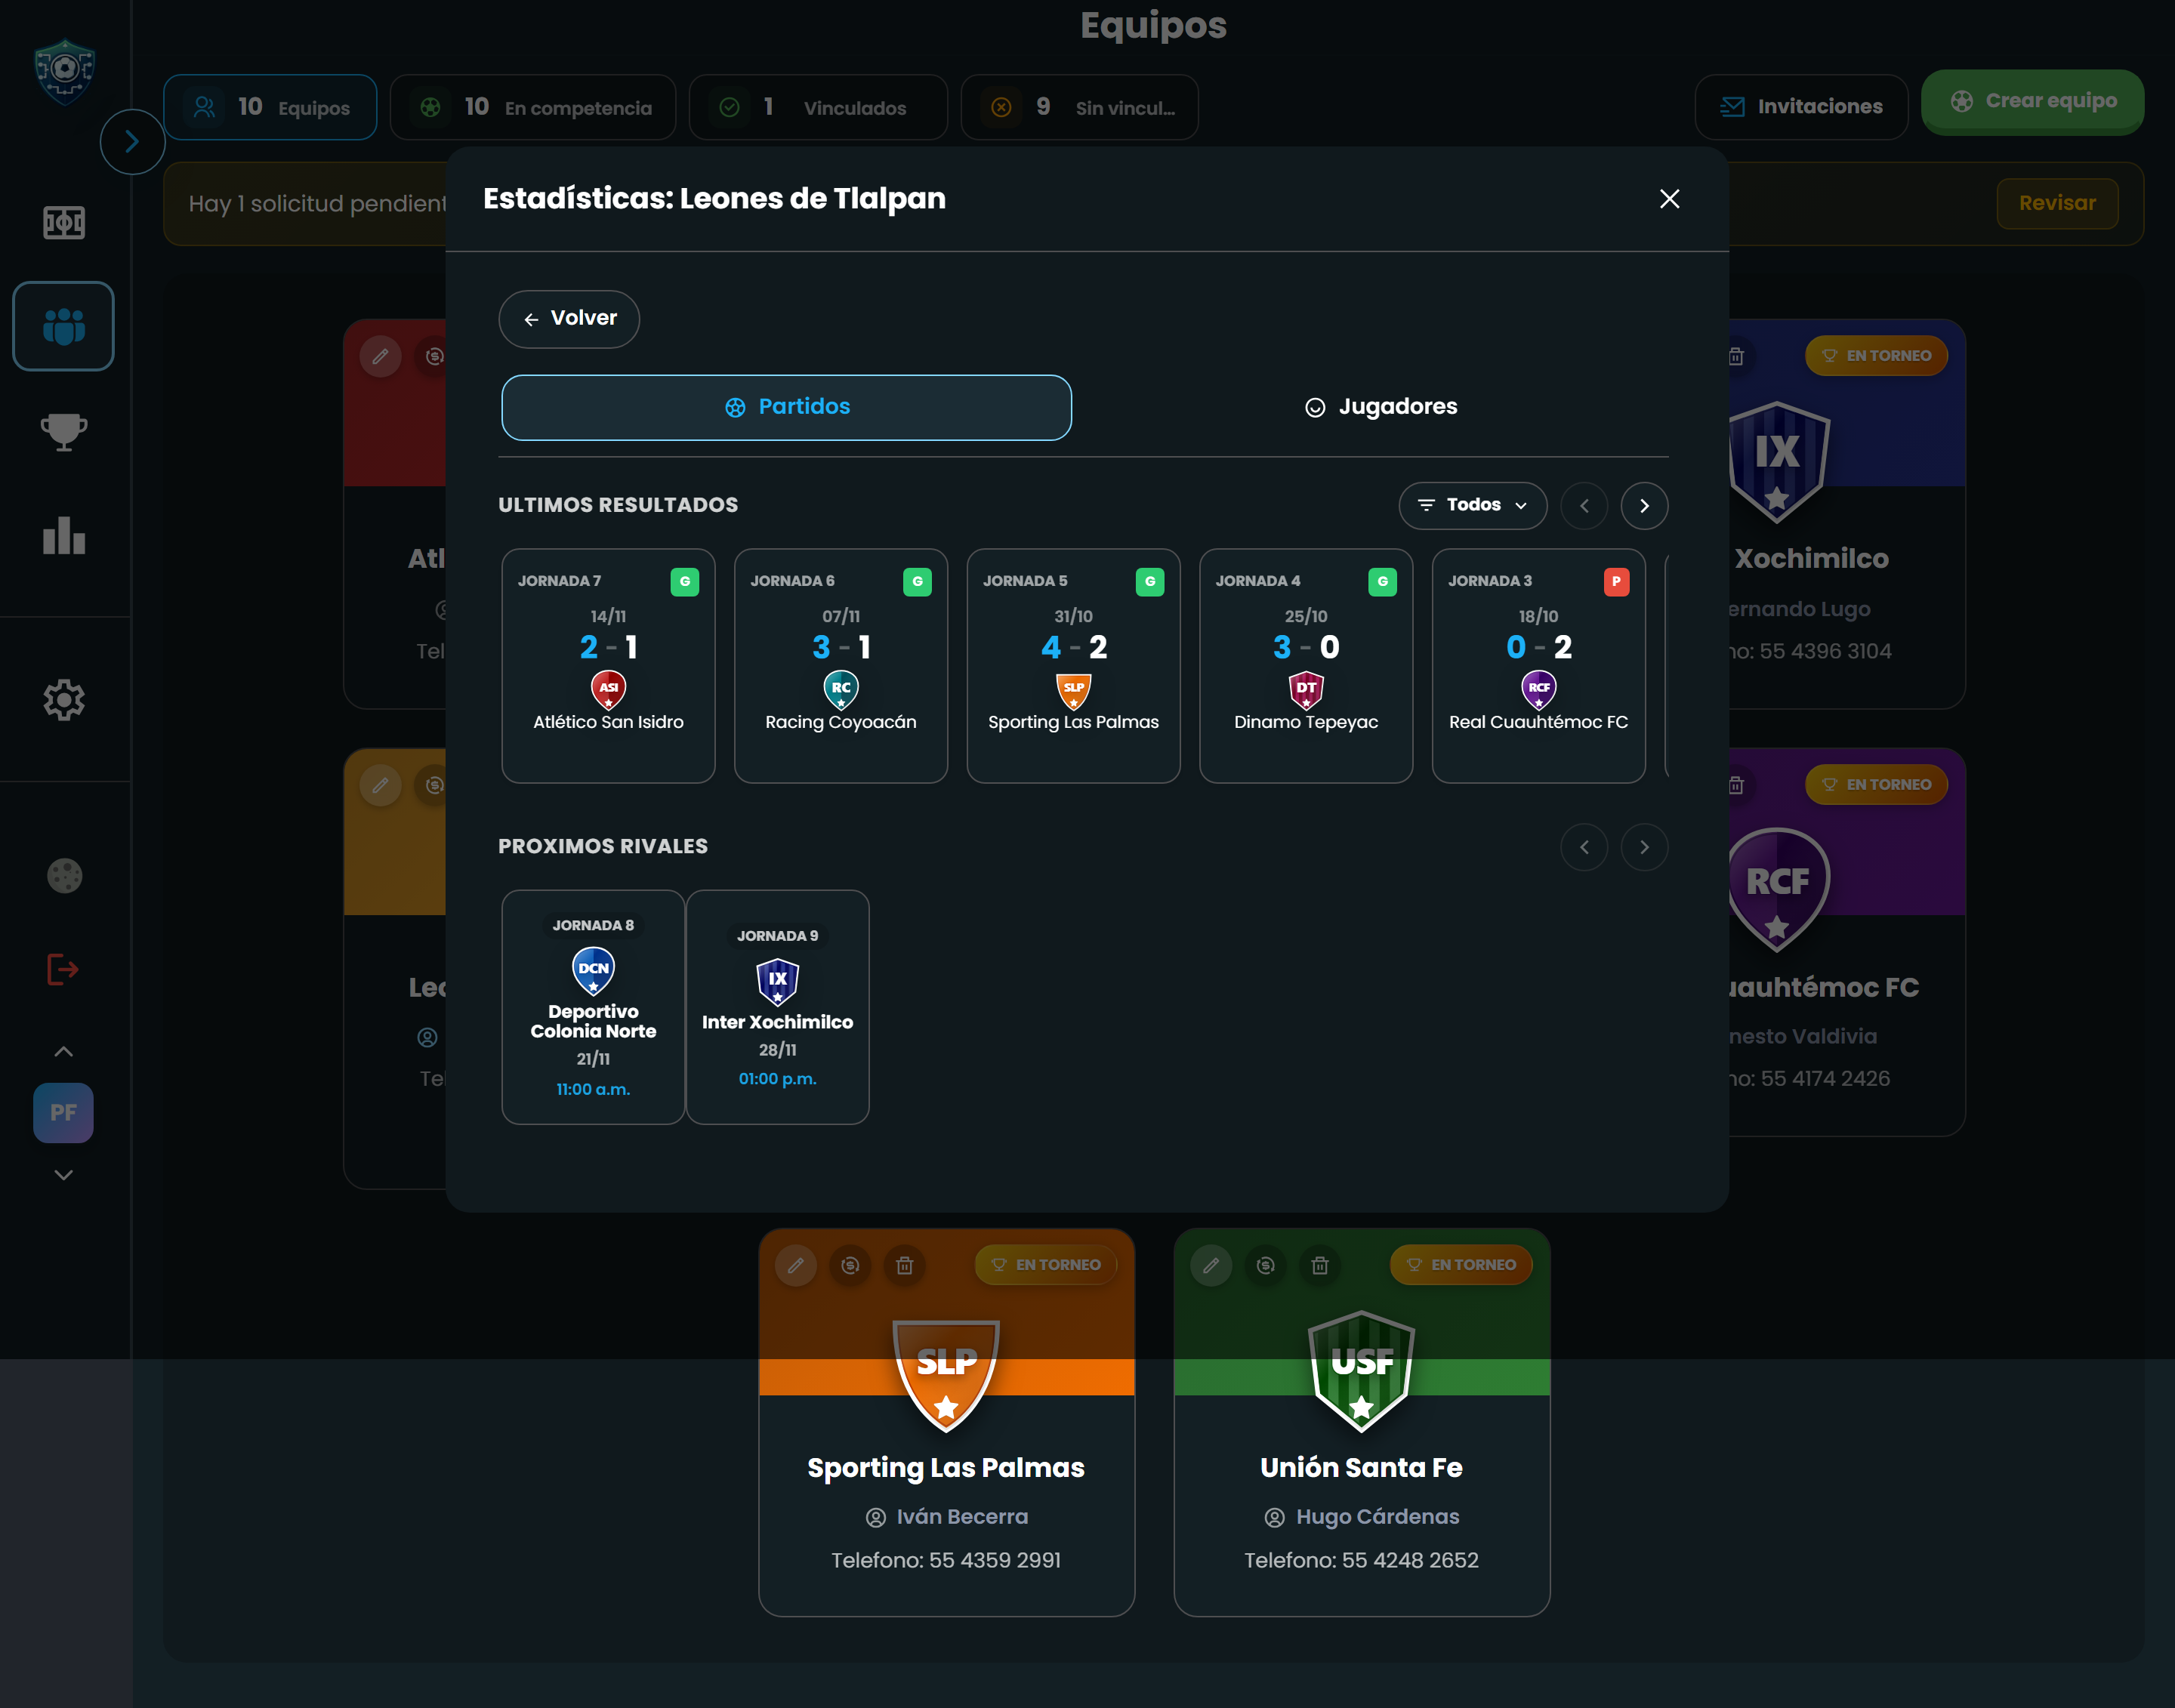 Equipos
10 Equipos
10 En competencia
1 Vinculados
9 Sin vincul...
Invitaciones
Crear equipo
Hay 1 solicitud pendient
Revisar
Estadísticas: Leones de Tlalpan
Volver
Partidos
Jugadores
ULTIMOS RESULTADOS
Todos
JORNADA 7 G
14/11
2 - 1
ASI
Atlético San Isidro
JORNADA 6 G
07/11
3 - 1
RC
Racing Coyoacán
JORNADA 5 G
31/10
4 - 2
SLP
Sporting Las Palmas
JORNADA 4 G
25/10
3 - 0
DT
Dinamo Tepeyac
JORNADA 3 P
18/10
0 - 2
RCF
Real Cuauhtémoc FC
PROXIMOS RIVALES
JORNADA 8
DCN
Deportivo
Colonia Norte
21/11
11:00 a.m.
JORNADA 9
IX
Inter Xochimilco
28/11
01:00 p.m.
Atl
Tel
EN TORNEO
IX
Xochimilco
ernando Lugo
no: 55 4396 3104
Leo
Te
EN TORNEO
RCF
uauhtémoc FC
nesto Valdivia
no: 55 4174 2426
PF
EN TORNEO
SLP
Sporting Las Palmas
Iván Becerra
Telefono: 55 4359 2991
EN TORNEO
USF
Unión Santa Fe
Hugo Cárdenas
Telefono: 55 4248 2652